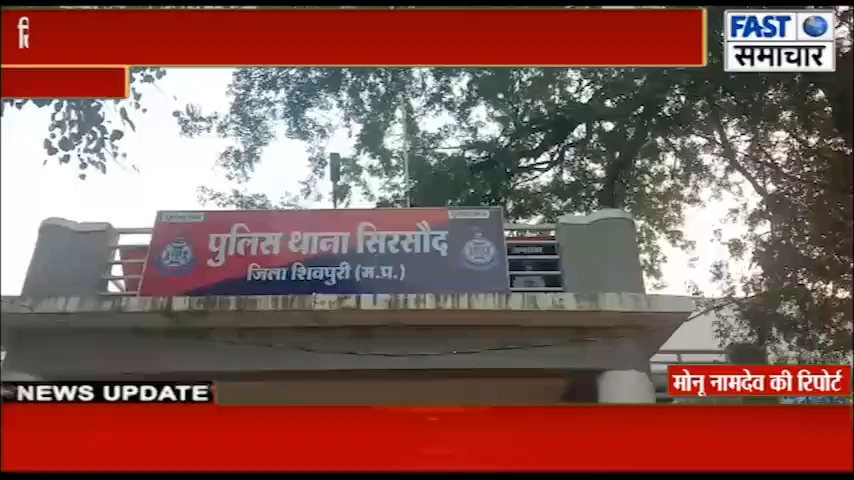 FAST
समाचार
पुलिस थाना सिरसौद
जिला शिवपुरी (म.प्र.)
मोनू नामदेव की रिपोर्ट
NEWS UPDATE